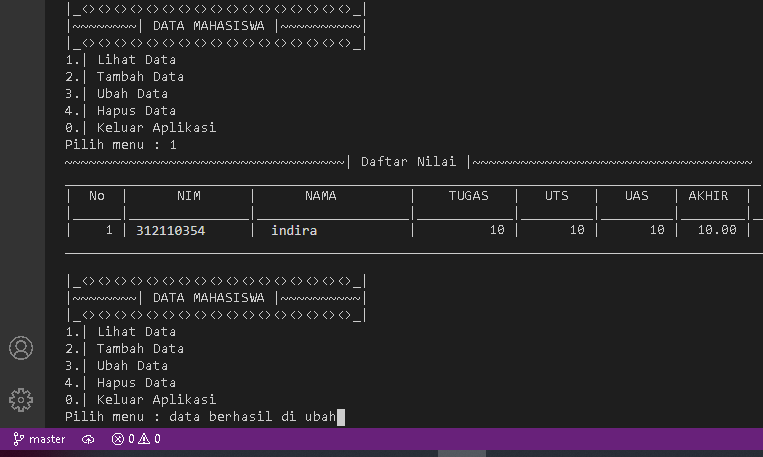 |_<><><><><><><><><><><><><><><><><>_|
|~~~~~~~~| DATA MAHASISWA |~~~~~~~~~~|
|_<><><><><><><><><><><><><><><><><>_|
1.| Lihat Data
2.| Tambah Data
3.| Ubah Data
4.| Hapus Data
0.| Keluar Aplikasi
Pilih menu : 1
~~~~~~~~~~~~~~~~~~~~~~~~~~~~~~~~~~~| Daftar Nilai |~~~~~~~~~~~~~~~~~~~~~~~~~~~~~~~~~~~
| No | NIM | NAMA | TUGAS | UTS | UAS | AKHIR |
| 1 | 312110354 | indira | 10 | 10 | 10 | 10.00 |
|_<><><><><><><><><><><><><><><><><>_|
|~~~~~~~~| DATA MAHASISWA |~~~~~~~~~~|
|_<><><><><><><><><><><><><><><><><>_|
1.| Lihat Data
2.| Tambah Data
3.| Ubah Data
4.| Hapus Data
0.| Keluar Aplikasi
Pilih menu : data berhasil di ubah
master 0 0